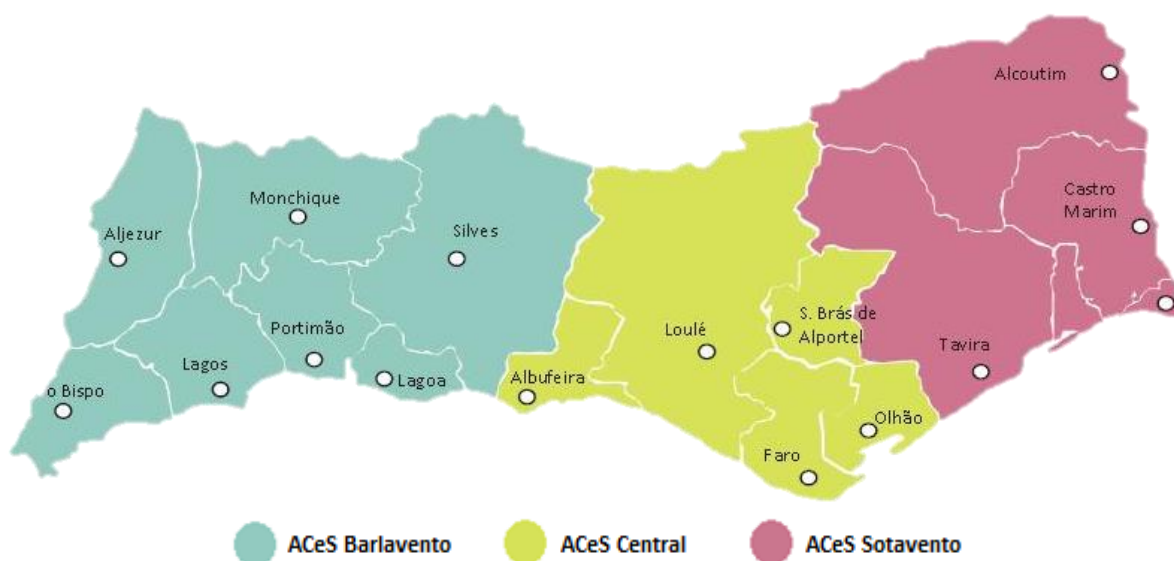 Alcoutim
Monchique
Castro
Marim
Aljezur
Silves
S. Brás de
Alportel
Portimão
Loulé
Tavira
Lagos
Lagoa
Albufeira
o Bispo
Olhão
Faro
ACeS Barlavento
ACeS Central
ACeS Sotavento